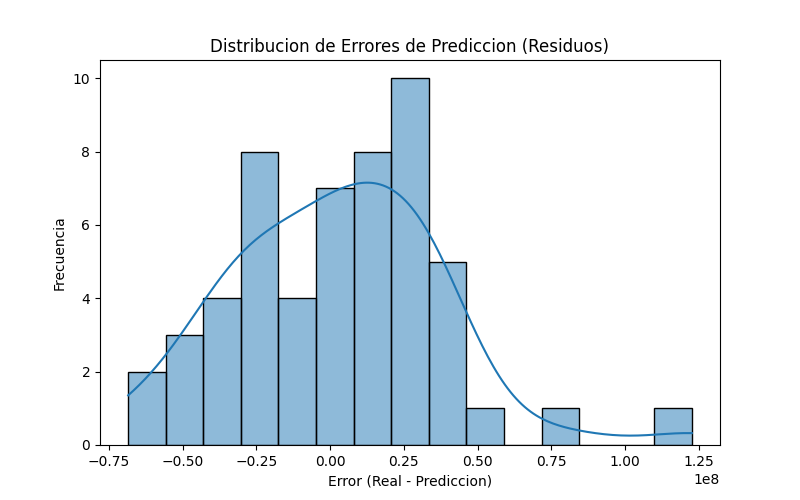 Distribucion de Errores de Prediccion (Residuos)
10
8
6
4
2
0
Frecuencia
−0.75 −0.50 −0.25 0.00 0.25 0.50 0.75 1.00 1.25
1e8
Error (Real - Prediccion)